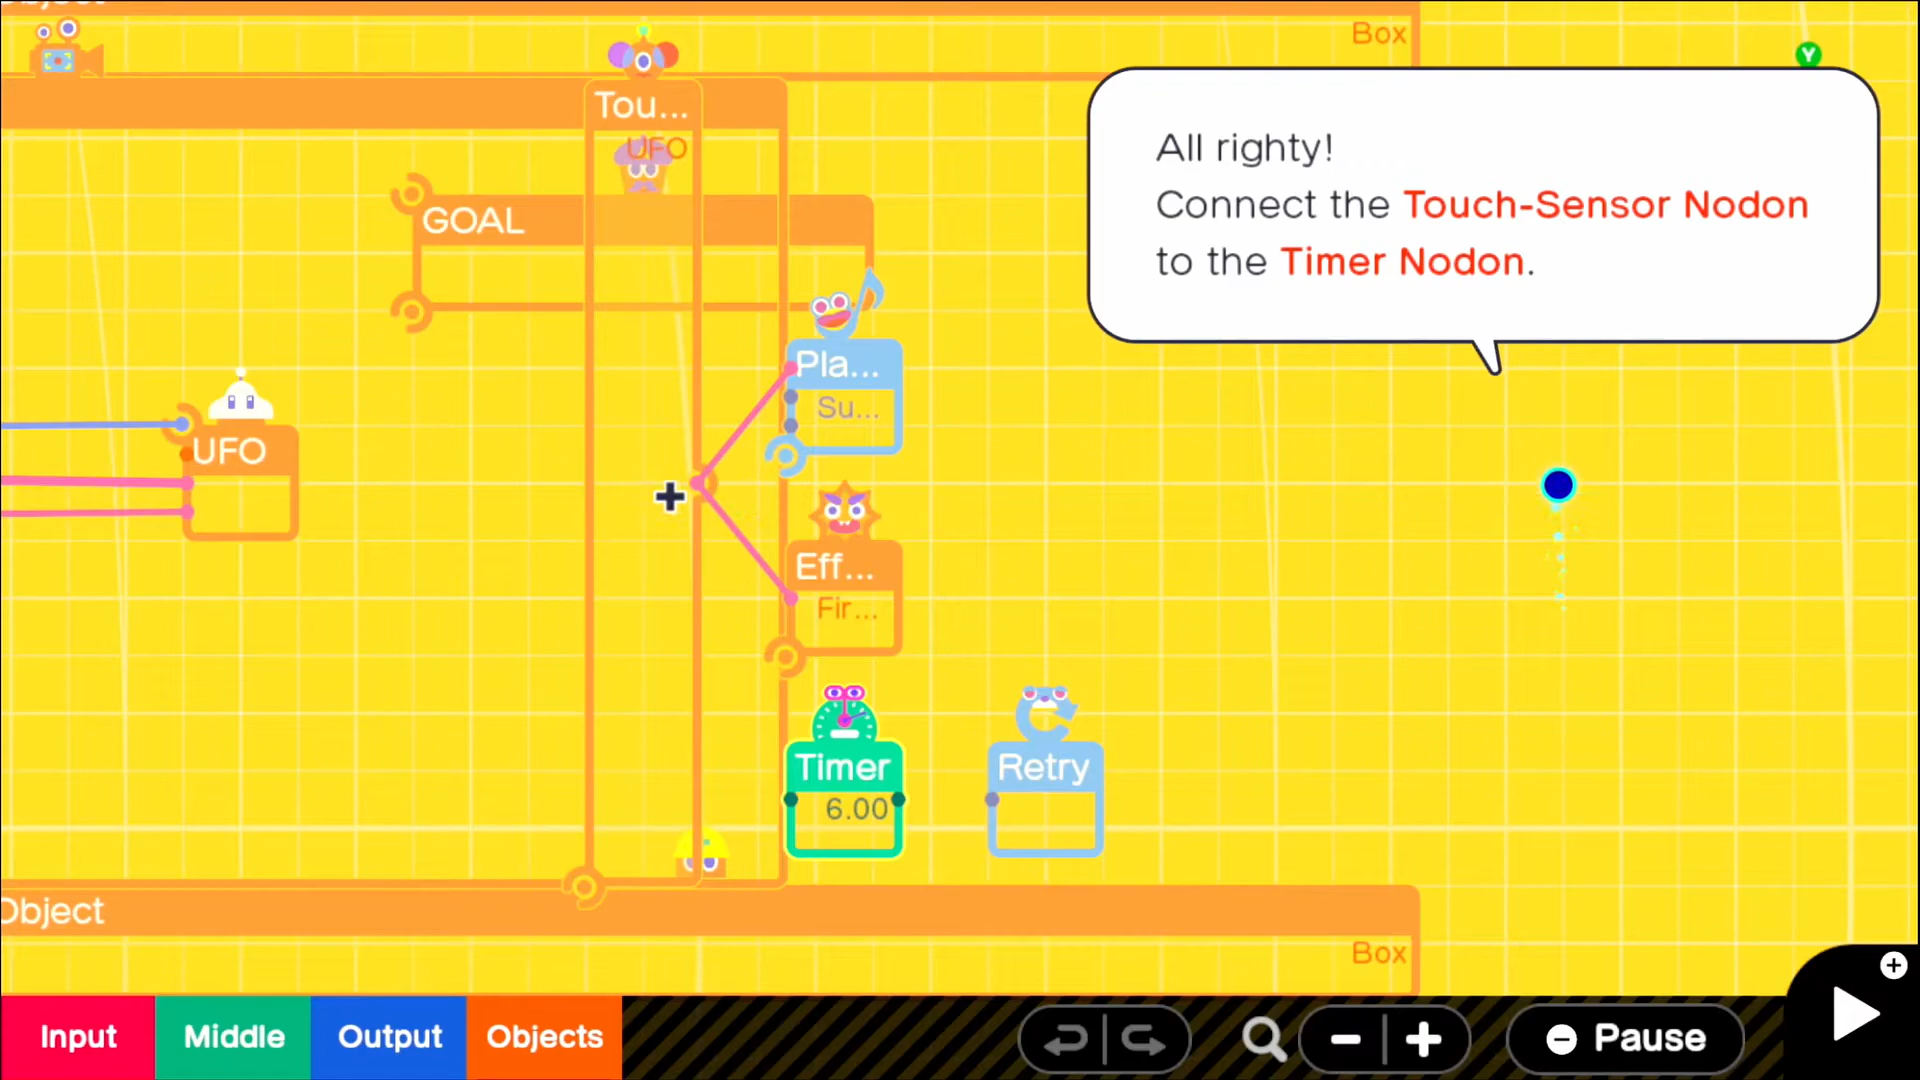 Box
Y
Tou...
UFO
All righty!
Connect the Touch-Sensor Nodon
to the Timer Nodon.
GOAL
Pla...
Su...
UFO
Eff...
Fir...
Timer
6.00
Retry
Object
Box
Input
Middle
Output
Objects
Pause